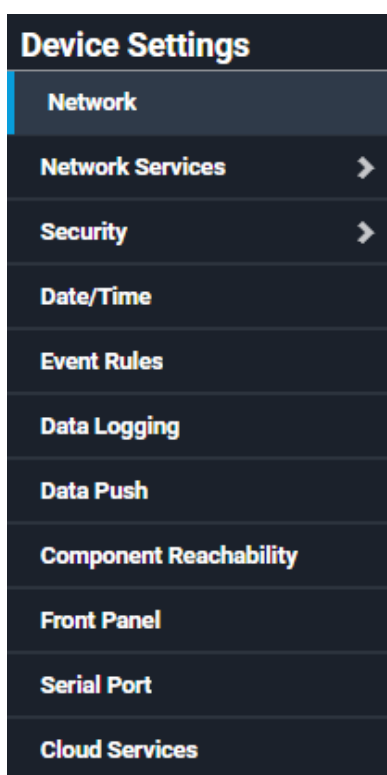 Device Settings
Network
Network Services
Security
Date/Time
Event Rules
Data Logging
Data Push
Component Reachability
Front Panel
Serial Port
Cloud Services